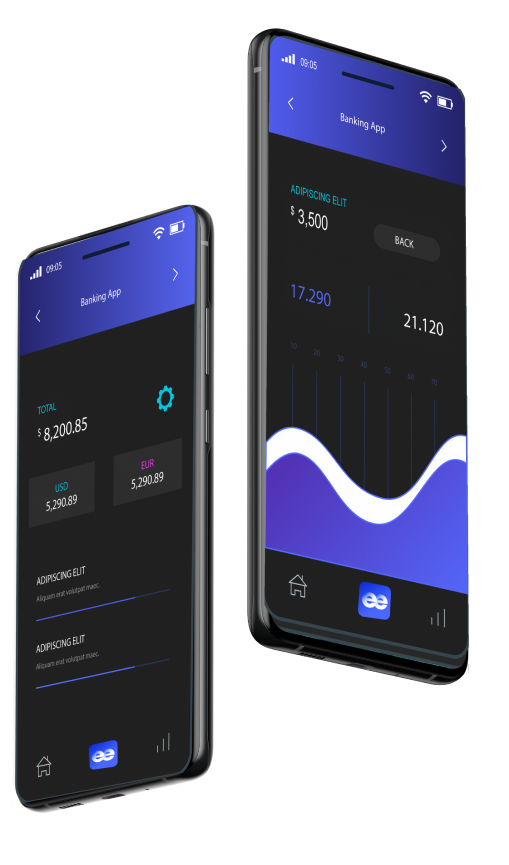 09:05
Banking App
TOTAL
$ 8,200.85
USD
5,290.89
EUR
5,290.89
ADIPISCING ELIT
Aliquam erat volutpat maec.
ADIPISCING ELIT
Aliquam erat volutpat maec.
ee
09:05
Banking App
ADIPISCING ELIT
$ 3,500
BACK
17.290
21.120
10 20 30 40 50 60 70
ee